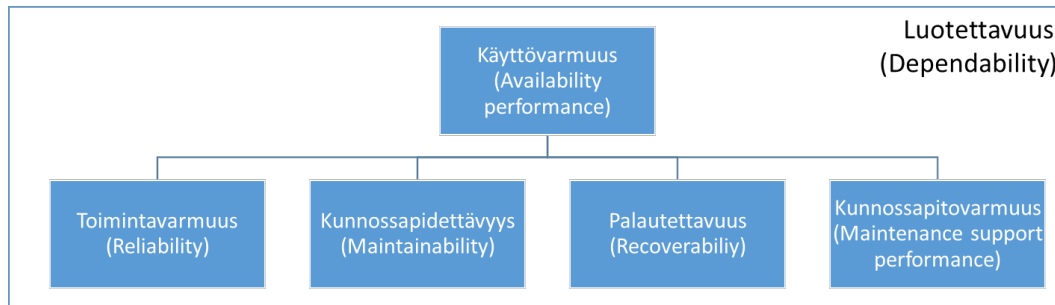 Luotettavuus
(Dependability)
Käyttövarmuus
(Availability
performance)
Toimintavarmuus
(Reliability)
Kunnossapidettävyys
(Maintainability)
Palautettavuus
(Recoverabiliy)
Kunnossapitovarmuus
(Maintenance support
performance)